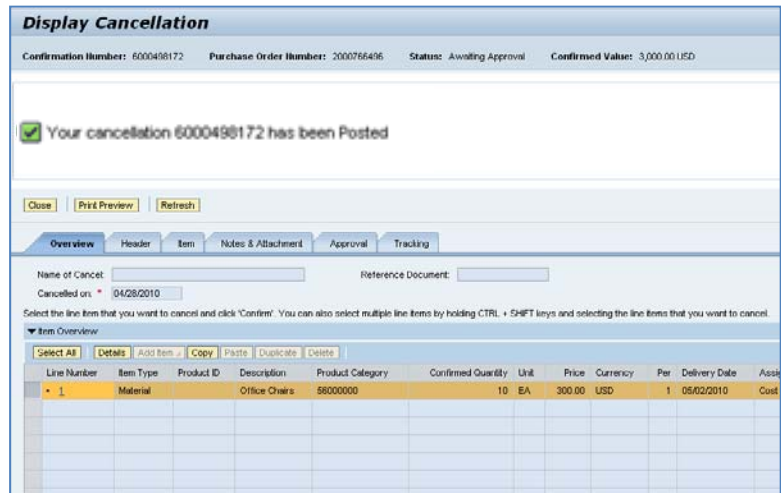 Display Cancellation
Confirmation Number: 6000498172 Purchase Order Number: 2000766496 Status: Awaiting Approval Confirmed Value: 3,000.00 USD
Your cancellation 6000498172 has been Posted
Close Print Preview Refresh
Overview Header Item Notes & Attachment Approval Tracking
Name of Cancel: Reference Document:
Cancelled on: * 04/28/2010
Select the line item that you want to cancel and click 'Confirm'. You can also select multiple line items by holding CTRL + SHIFT keys and selecting the line items that you want to cancel.
Item Overview
Select All Details Add Item Copy Paste Duplicate Delete
Line Number Item Type Product ID Description Product Category Confirmed Quantity Unit Price Currency Per Delivery Date Assig
• 1 Material Office Chairs 56000000 10 EA 300.00 USD 1 05/02/2010 Cost